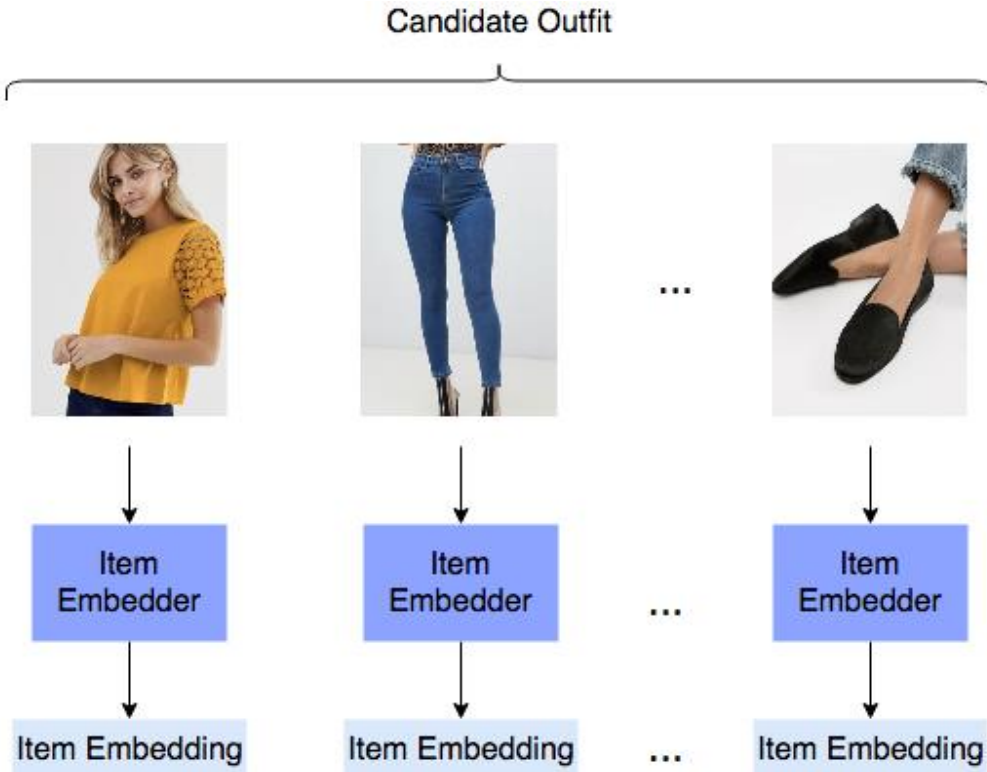 Candidate Outfit
...
Item
Embedder
Item
Embedder
...
Item
Embedder
Item Embedding
Item Embedding
...
Item Embedding